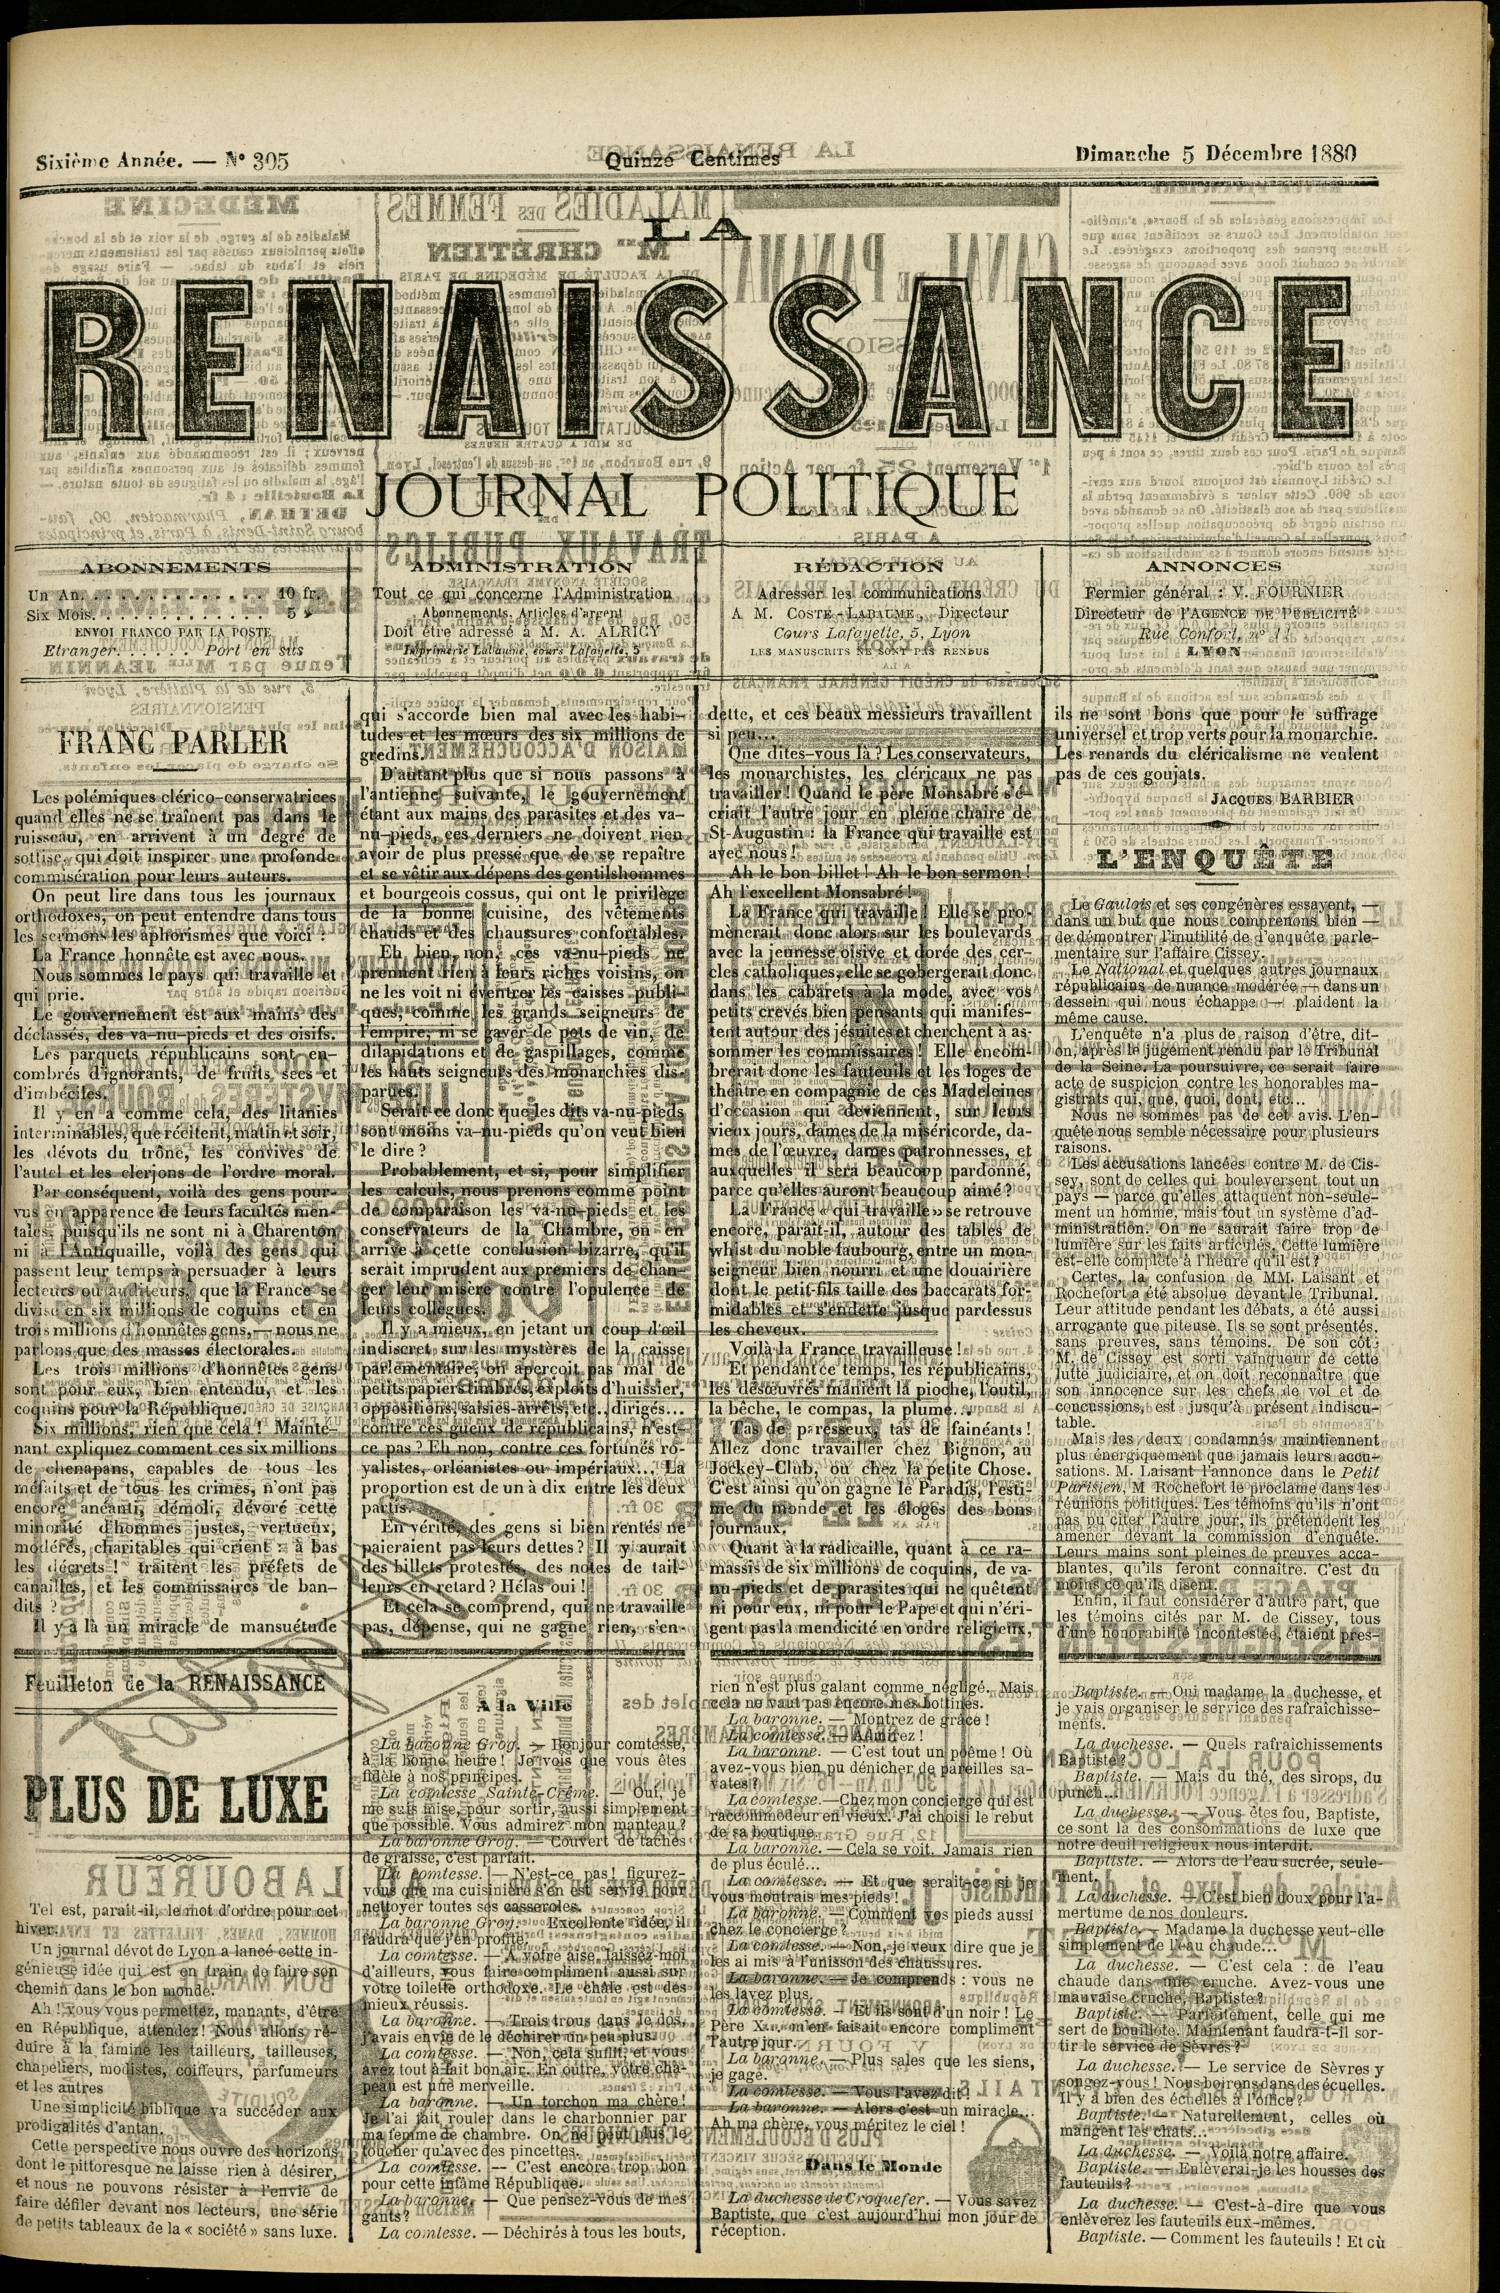 Sixième Année. — N° 305
Quinze Centimes
Dimanche 5 Décembre 1880
LA
RENAISSANCE
JOURNAL POLITIQUE
ABONNEMENTS
Un An. . . . . . . . . . . . . . 10 fr.
Six Mois. . . . . . . . . . . . . 5 »
ENVOI FRANCO PAR LA POSTE
Etranger. . . . . . Port en sus
ADMINISTRATION
Tout ce qui concerne l'Administration
Abonnements, Articles d'argent
Doit être adressé à M. A. ALRICY
Imprimerie Labaume, cours Lafayette, 5
RÉDACTION
Adresser les communications
A M. COSTE-LABAUME, Directeur
Cours Lafayette, 5, Lyon
LES MANUSCRITS NE SONT PAS RENDUS
ANNONCES
Fermier général : V. FOURNIER
Directeur de l'AGENCE DE PUBLICITÉ
Rue Confort, n° 14
LYON
FRANC PARLER
Les polémiques clérico-conservatrices
quand elles ne se traînent pas dans le
ruisseau, en arrivent à un degré de
sottise, qui doit inspirer une profonde
commisération pour leurs auteurs.
On peut lire dans tous les journaux
orthodoxes, on peut entendre dans tous
les sermons les aphorismes que voici :
La France honnête est avec nous.
Nous sommes le pays qui travaille et
qui prie.
Le gouvernement est aux mains des
déclassés, des va-nu-pieds et des oisifs.
Les parquets républicains sont en-
combrés d'ignorants, de fruits secs et
d'imbéciles.
Il y en a comme cela, des litanies
interminables, que récitent, matin et soir,
les dévots du trône, les convives de
l'autel et les clerjons de l'ordre moral.
Par conséquent, voilà des gens pour-
vus en apparence de leurs facultés men-
tales, puisqu'ils ne sont ni à Charenton
ni à l'Antiquaille, voilà des gens qui
passent leur temps à persuader à leurs
lecteurs ou auditeurs, que la France se
divise en six millions de coquins et en
trois millions d'honnêtes gens, — nous ne
parlons que des masses électorales.
Les trois millions d'honnêtes gens
sont pour eux, bien entendu, et les
coquins pour la République.
Six millions, rien que cela ! Mainte-
nant expliquez comment ces six millions
de chenapans, capables de tous les
méfaits et de tous les crimes, n'ont pas
encore anéanti, démoli, dévoré cette
minorité d'hommes justes, vertueux,
modérés, charitables qui crient : à bas
les décrets ! traitent les préfets de
canailles, et les commissaires de ban-
dits ?
Il y a là un miracle de mansuétude
qui s'accorde bien mal avec les habi-
tudes et les mœurs des six millions de
gredins.
D'autant plus que si nous passons à
l'antienne suivante, le gouvernement
étant aux mains des parasites et des va-
nu-pieds, ces derniers ne doivent rien
avoir de plus pressé que de se repaître
et se vêtir aux dépens des gentilshommes
et bourgeois cossus, qui ont le privilège
de la bonne cuisine, des vêtements
chauds et des chaussures confortables.
Eh bien, non, ces va-nu-pieds ne
prennent rien à leurs riches voisins, on
ne les voit ni éventrer les caisses publi-
ques, comme les grands seigneurs de
l'empire, ni se gaver de pots de vin, de
dilapidations et de gaspillages, comme
les hauts seigneurs des monarchies dis-
parues.
Serait-ce donc que les dits va-nu-pieds
sont moins va-nu-pieds qu'on veut bien
le dire ?
Probablement, et si, pour simplifier
les calculs, nous prenons comme point
de comparaison les va-nu-pieds et les
conservateurs de la Chambre, on en
arrive à cette conclusion bizarre, qu'il
serait imprudent aux premiers de chan-
ger leur misère contre l'opulence de
leurs collègues.
Il y a mieux, en jetant un coup d'œil
indiscret sur les mystères de la caisse
parlementaire, on aperçoit pas mal de
petits papiers timbrés, exploits d'huissier,
oppositions, saisies-arrêts, etc., dirigés...
contre ces gueux de républicains, n'est-
ce pas ? Eh non, contre ces fortunés ro-
yalistes, orléanistes ou impériaux... La
proportion est de un à dix entre les deux
partis.
En vérité, des gens si bien rentés ne
paieraient pas leurs dettes ? Il y aurait
des billets protestés, des notes de tail-
leurs en retard ? Hélas oui !
Et cela se comprend, qui ne travaille
pas, dépense, qui ne gagne rien, s'en-
dette, et ces beaux messieurs travaillent
si peu...
Que dites-vous là ? Les conservateurs,
les monarchistes, les cléricaux ne pas
travailler ! Quand le père Monsabré s'é-
criait l'autre jour en pleine chaire de
St-Augustin : la France qui travaille est
avec nous !
Ah le bon billet ! Ah le bon sermon !
Ah l'excellent Monsabré !
La France qui travaille ! Elle se pro-
mènerait donc alors sur les boulevards
avec la jeunesse oisive et dorée des cer-
cles catholiques, elle se gobergerait donc
dans les cabarets à la mode, avec vos
petits crevés bien pensants qui manifes-
tent autour des jésuites et cherchent à as-
sommer les commissaires ! Elle encom-
brerait donc les fauteuils et les loges de
théâtre en compagnie de ces Madeleines
d'occasion qui deviennent, sur leurs
vieux jours, dames de la miséricorde, da-
mes de l'œuvre, dames patronnesses, et
auxquelles il sera beaucoup pardonné,
parce qu'elles auront beaucoup aimé ?
La France « qui travaille » se retrouve
encore, paraît-il, autour des tables de
whist du noble faubourg, entre un mon-
seigneur bien nourri et une douairière
dont le petit-fils taille des baccarats for-
midables et s'endette jusque pardessus
les cheveux.
Voilà la France travailleuse !
Et pendant ce temps, les républicains,
les désœuvrés manient la pioche, l'outil,
la bêche, le compas, la plume...
Tas de paresseux, tas de fainéants !
Allez donc travailler chez Bignon, au
Jockey-Club, ou chez la petite Chose.
C'est ainsi qu'on gagne le Paradis, l'esti-
me du monde et les éloges des bons
journaux.
Quant à la radicaille, quant à ce ra-
massis de six millions de coquins, de va-
nu-pieds et de parasites qui ne quêtent
ni pour eux, ni pour le Pape et qui n'éri-
gent pas la mendicité en ordre religieux,
ils ne sont bons que pour le suffrage
universel et trop verts pour la monarchie.
Les renards du cléricalisme ne veulent
pas de ces goujats.
JACQUES BARBIER
L'ENQUÊTE
Le Gaulois et ses congénères essayent, —
dans un but que nous comprenons bien —
de démontrer l'inutilité de d'enquête parle-
mentaire sur l'affaire Cissey.
Le National et quelques autres journaux
républicains de nuance modérée — dans un
dessein qui nous échappe — plaident la
même cause.
L'enquête n'a plus de raison d'être, dit-
on, après le jugement rendu par le Tribunal
de la Seine. La poursuivre, ce serait faire
acte de suspicion contre les honorables ma-
gistrats qui, que, quoi, dont, etc...
Nous ne sommes pas de cet avis. L'en-
quête nous semble nécessaire pour plusieurs
raisons.
Les accusations lancées contre M. de Cis-
sey, sont de celles qui bouleversent tout un
pays — parce qu'elles attaquent non-seule-
ment un homme, mais tout un système d'ad-
ministration. On ne saurait faire trop de
lumière sur les faits articulés. Cette lumière
est-elle complète à l'heure qu'il est ?
Certes, la confusion de MM. Laisant et
Rochefort a été absolue devant le Tribunal.
Leur attitude pendant les débats, a été aussi
arrogante que piteuse. Ils se sont présentés,
sans preuves, sans témoins. De son côté
M. de Cissey est sorti vainqueur de cette
lutte judiciaire, et on doit reconnaître que
son innocence sur les chefs de vol et de
concussions, est jusqu'à présent indiscu-
table.
Mais les deux condamnés maintiennent
plus énergiquement que jamais leurs accu-
sations. M. Laisant l'annonce dans le Petit
Parisien, M Rochefort le proclame dans les
réunions politiques. Les témoins qu'ils n'ont
pas pu citer l'autre jour, ils prétendent les
amener devant la commission d'enquête.
Leurs mains sont pleines de preuves acca-
blantes, qu'ils feront connaître. C'est du
moins ce qu'ils disent.
Enfin, il faut considérer d'autre part, que
les témoins cités par M. de Cissey, tous
d'une honorabilité incontestée, étaient pres-
Feuilleton de la RENAISSANCE
PLUS DE LUXE
Tel est, paraît-il, le mot d'ordre pour cet
hiver.
Un journal dévot de Lyon a lancé cette in-
génieuse idée qui est en train de faire son
chemin dans le bon monde.
Ah ! vous vous permettez, manants, d'être
en République, attendez ! Nous allons ré-
duire à la famine les tailleurs, tailleuses,
chapeliers, modistes, coiffeurs, parfumeurs
et les autres
Une simplicité biblique va succéder aux
prodigalités d'antan.
Cette perspective nous ouvre des horizons
dont le pittoresque ne laisse rien à désirer,
et nous ne pouvons résister à l'envie de
faire défiler devant nos lecteurs, une série
de petits tableaux de la « société » sans luxe.
A la Ville
La baronne Grog. — Bonjour comtesse,
à la bonne heure ! Je vois que vous êtes
fidèle à nos principes.
La comtesse Sainte-Crème. — Oui, je
me suis mise, pour sortir, aussi simplement
que possible. Vous admirez mon manteau ?
La baronne Grog. — Couvert de taches
de graisse, c'est parfait.
La comtesse. — N'est-ce pas ! figurez-
vous que ma cuisinière s'en est servie pour
nettoyer toutes ses casseroles.
La baronne Grog. — Excellente idée, il
faudra que j'en profite.
La comtesse. — A votre aise, laissez-moi
d'ailleurs, vous faire compliment aussi sur
votre toilette orthodoxe. Le châle est des
mieux réussis.
La baronne. — Trois trous dans le dos,
j'avais envie de le déchirer un peu plus.
La comtesse. — Non, cela suffit, et vous
avez tout à fait bon air. En outre, votre cha-
peau est une merveille.
La baronne. — Un torchon ma chère !
Je l'ai fait rouler dans le charbonnier par
ma femme de chambre. On ne peut plus le
toucher qu'avec des pincettes.
La comtesse. — C'est encore trop bon
pour cette infâme République.
La baronne. — Que pensez-vous de mes
gants ?
La comtesse. — Déchirés à tous les bouts,
rien n'est plus galant comme négligé. Mais
cela ne vaut pas encore mes bottines.
La baronne. — Montrez de grâce !
La comtesse. — Admirez !
La baronne. — C'est tout un poême ! Où
avez-vous bien pu dénicher de pareilles sa-
vates ?
La comtesse. — Chez mon concierge qui est
raccommodeur en vieux. J'ai choisi le rebut
de sa boutique.
La baronne. — Cela se voit. Jamais rien
de plus éculé...
La comtesse. — Et que serait-ce si je
vous montrais mes pieds !
La baronne. — Comment vos pieds aussi
chez le concierge ?
La comtesse. — Non, je veux dire que je
les ai mis à l'unisson des chaussures.
La baronne. — Je comprends : vous ne
les lavez plus.
La comtesse. — Et ils sont d'un noir ! Le
Père X... m'en faisait encore compliment
l'autre jour.
La baronne. — Plus sales que les siens,
je gage.
La comtesse. — Vous l'avez dit !
La baronne. — Alors c'est un miracle...
Ah ma chère, vous méritez le ciel !
Dans le Monde
La duchesse de Croquefer. — Vous savez
Baptiste, que c'est aujourd'hui mon jour de
réception.
Baptiste. — Oui madame la duchesse, et
je vais organiser le service des rafraîchisse-
ments.
La duchesse. — Quels rafraîchissements
Baptiste ?
Baptiste. — Mais du thé, des sirops, du
punch...
La duchesse. — Vous êtes fou, Baptiste,
ce sont là des consommations de luxe que
notre deuil religieux nous interdit.
Baptiste. — Alors de l'eau sucrée, seule-
ment.
La duchesse. — C'est bien doux pour l'a-
mertume de nos douleurs.
Baptiste. — Madame la duchesse veut-elle
simplement de l'eau chaude...
La duchesse. — C'est cela : de l'eau
chaude dans une cruche. Avez-vous une
mauvaise cruche, Baptiste ?
Baptiste. — Parfaitement, celle qui me
sert de bouillote. Maintenant faudra-t-il sor-
tir le service de Sèvres ?
La duchesse. — Le service de Sèvres y
songez-vous ! Nous boirons dans des écuelles.
Il y a bien des écuelles à l'office ?
Baptiste. — Naturellement, celles où
mangent les chats...
La duchesse. — Voilà notre affaire.
Baptiste. — Enlèverai-je les housses des
fauteuils ?
La duchesse. — C'est-à-dire que vous
enlèverez les fauteuils eux-mêmes.
Baptiste. — Comment les fauteuils ! Et où